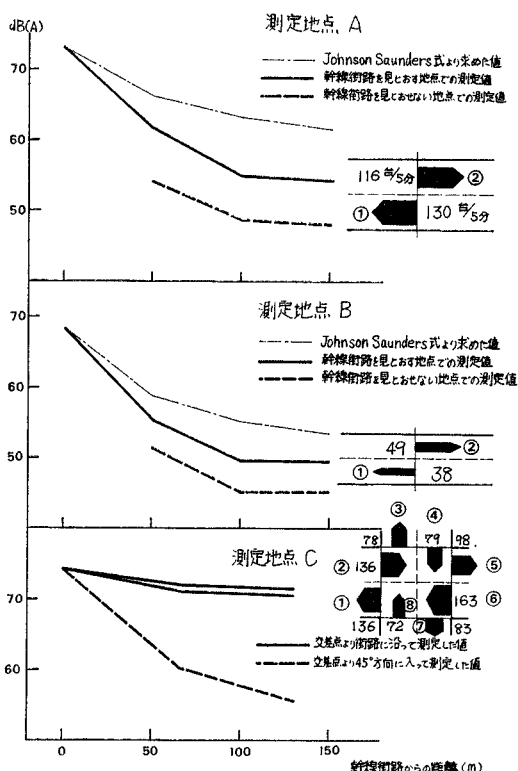 dB(A)
測定地点 A
Johnson Saunders式より求めた値
幹線街路を見とおす地点での測定値
幹線街路を見とおせない地点での測定値
70
60
50
116 台/5分 ②
① 130 台/5分
測定地点 B
Johnson Saunders式より求めた値
幹線街路を見とおす地点での測定値
幹線街路を見とおせない地点での測定値
70
60
50
49 ②
① 38
測定地点 C
③ ④
78 79 98
② 136 ⑤
① ⑧ 163 ⑥
136 72 ⑦ 83
交差点より街路に沿って測定した値
交差点より45°方向に入って測定した値
70
60
0 50 100 150
幹線街路からの距離 (m)